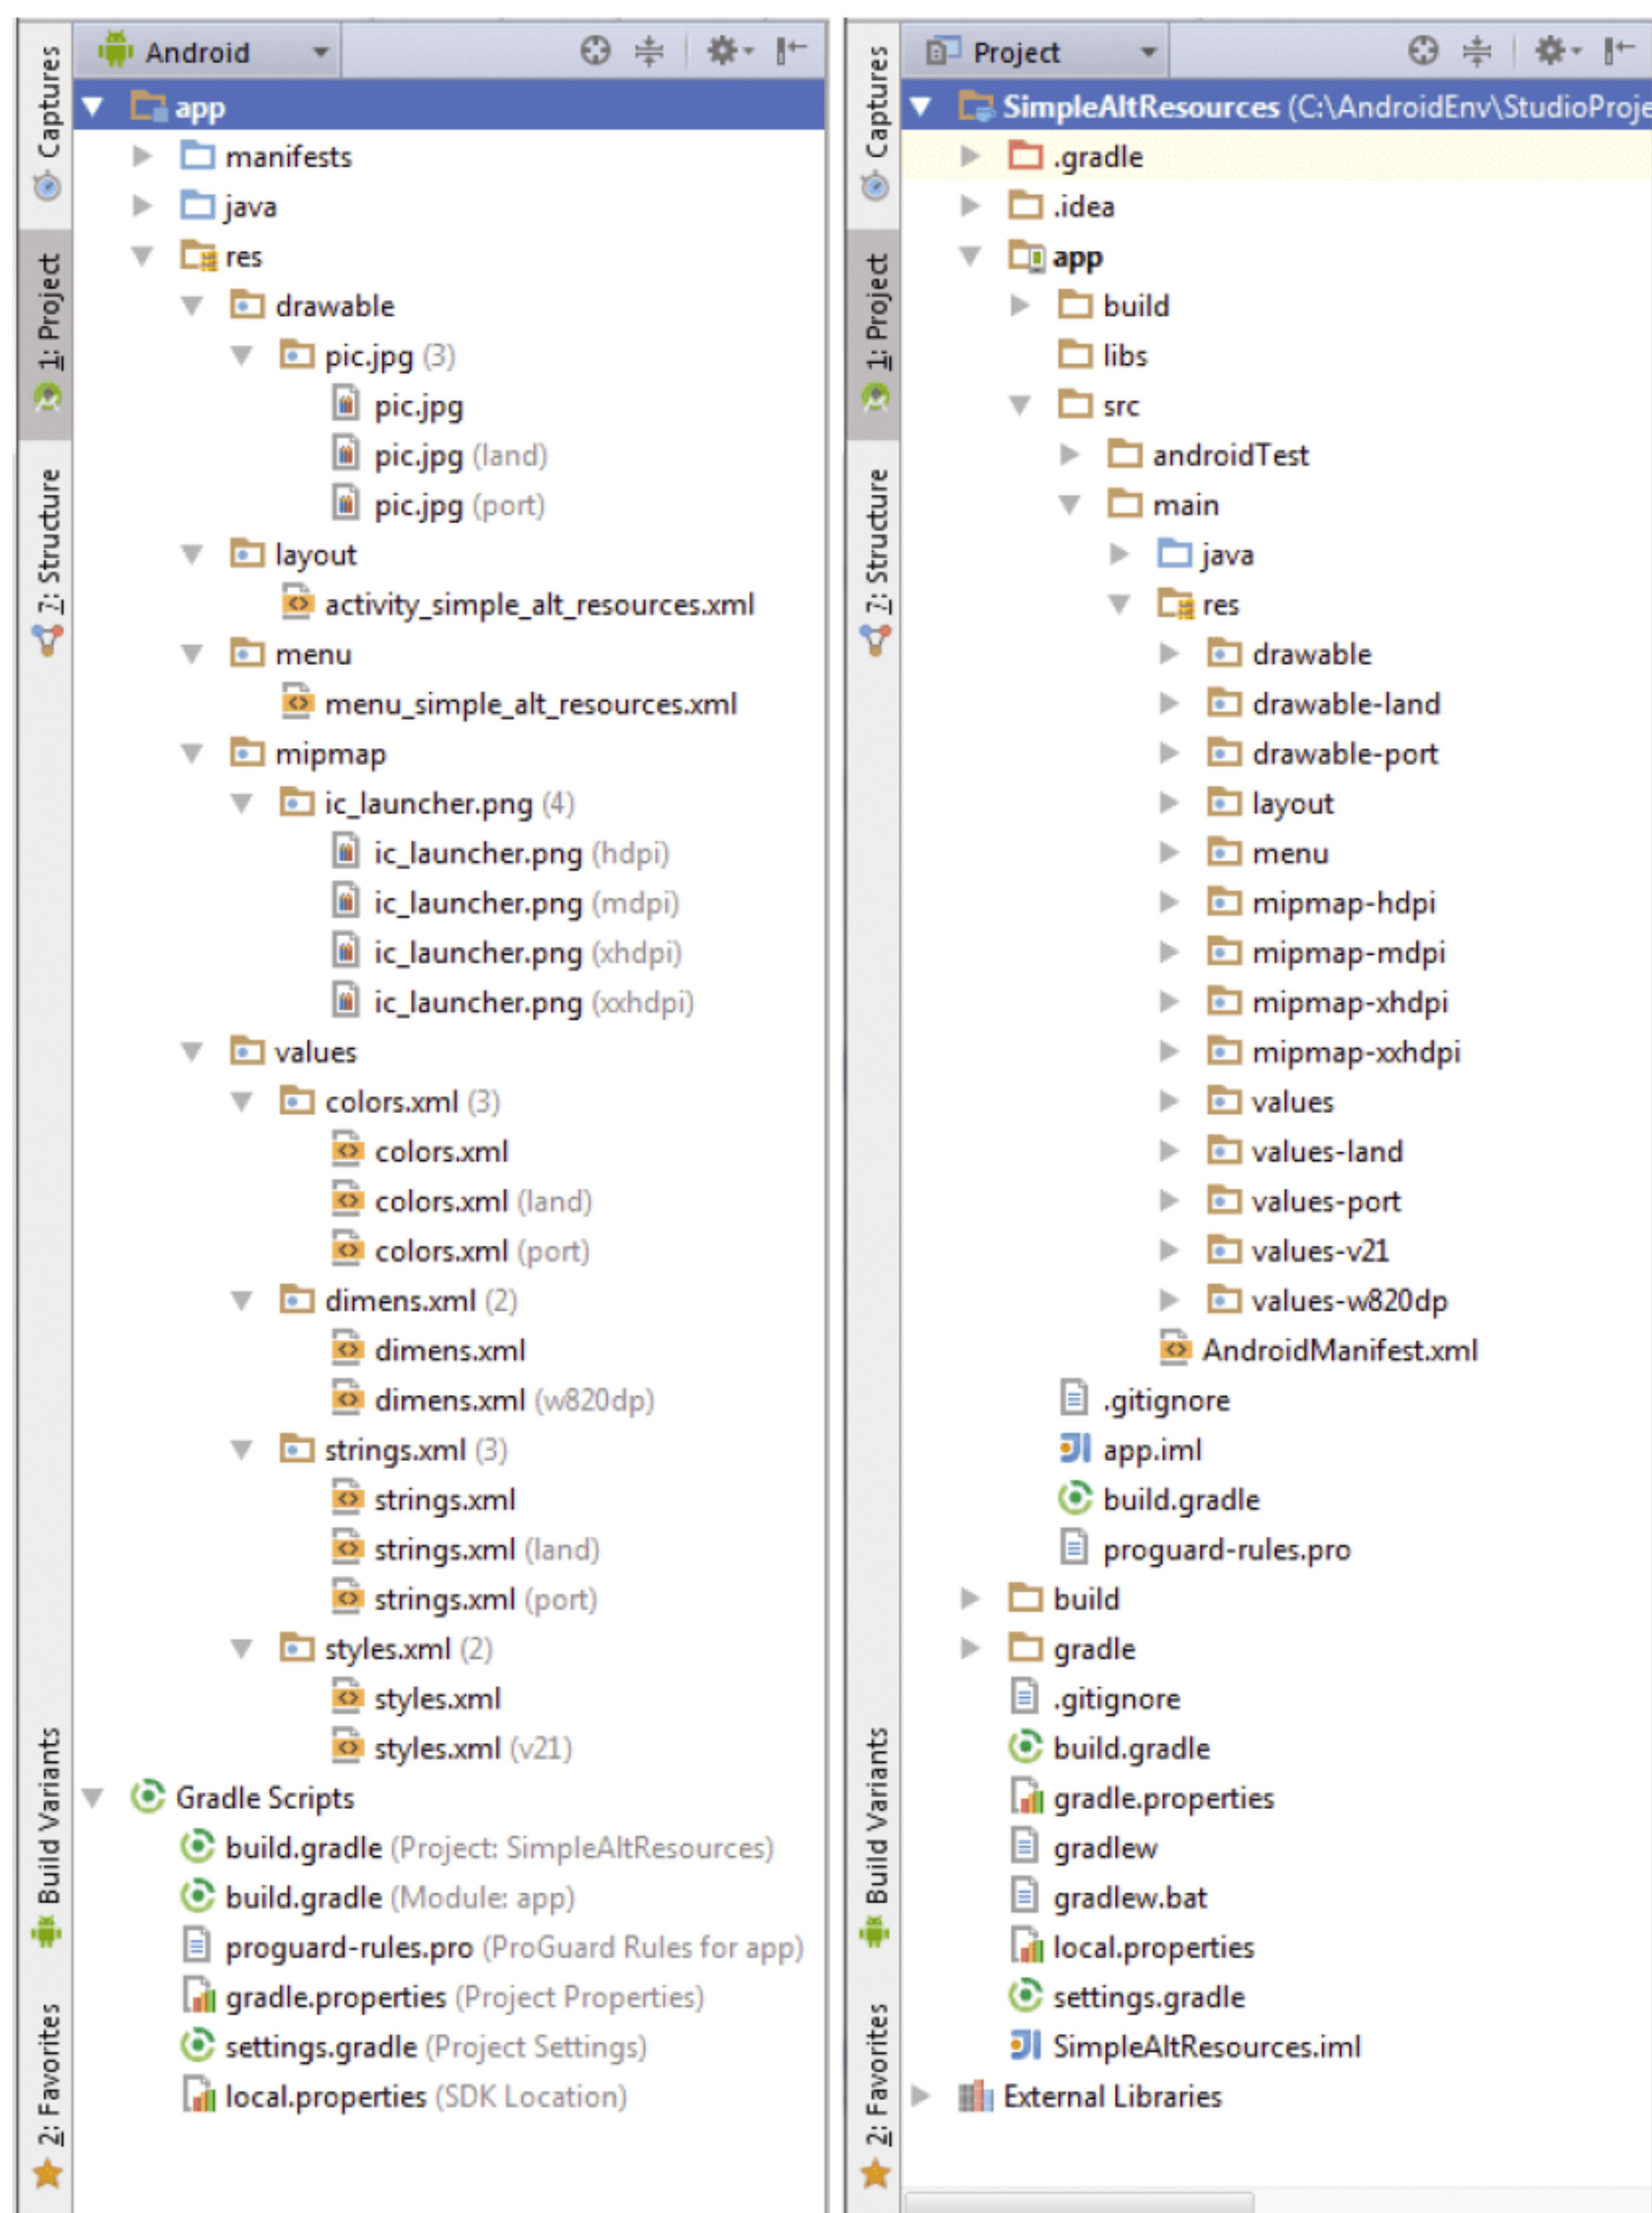 Android
app
manifests
java
res
drawable
pic.jpg (3)
pic.jpg
pic.jpg (land)
pic.jpg (port)
layout
activity_simple_alt_resources.xml
menu
menu_simple_alt_resources.xml
mipmap
ic_launcher.png (4)
ic_launcher.png (hdpi)
ic_launcher.png (mdpi)
ic_launcher.png (xhdpi)
ic_launcher.png (xxhdpi)
values
colors.xml (3)
colors.xml
colors.xml (land)
colors.xml (port)
dimens.xml (2)
dimens.xml
dimens.xml (w820dp)
strings.xml (3)
strings.xml
strings.xml (land)
strings.xml (port)
styles.xml (2)
styles.xml
styles.xml (v21)
Gradle Scripts
build.gradle (Project: SimpleAltResources)
build.gradle (Module: app)
proguard-rules.pro (ProGuard Rules for app)
gradle.properties (Project Properties)
settings.gradle (Project Settings)
local.properties (SDK Location)
Captures
1: Project
7: Structure
Build Variants
2: Favorites
Project
SimpleAltResources (C:\AndroidEnv\StudioProje
.gradle
.idea
app
build
libs
src
androidTest
main
java
res
drawable
drawable-land
drawable-port
layout
menu
mipmap-hdpi
mipmap-mdpi
mipmap-xhdpi
mipmap-xxhdpi
values
values-land
values-port
values-v21
values-w820dp
AndroidManifest.xml
.gitignore
app.iml
build.gradle
proguard-rules.pro
build
gradle
.gitignore
build.gradle
gradle.properties
gradlew
gradlew.bat
local.properties
settings.gradle
SimpleAltResources.iml
External Libraries
Captures
1: Project
7: Structure
Build Variants
2: Favorites